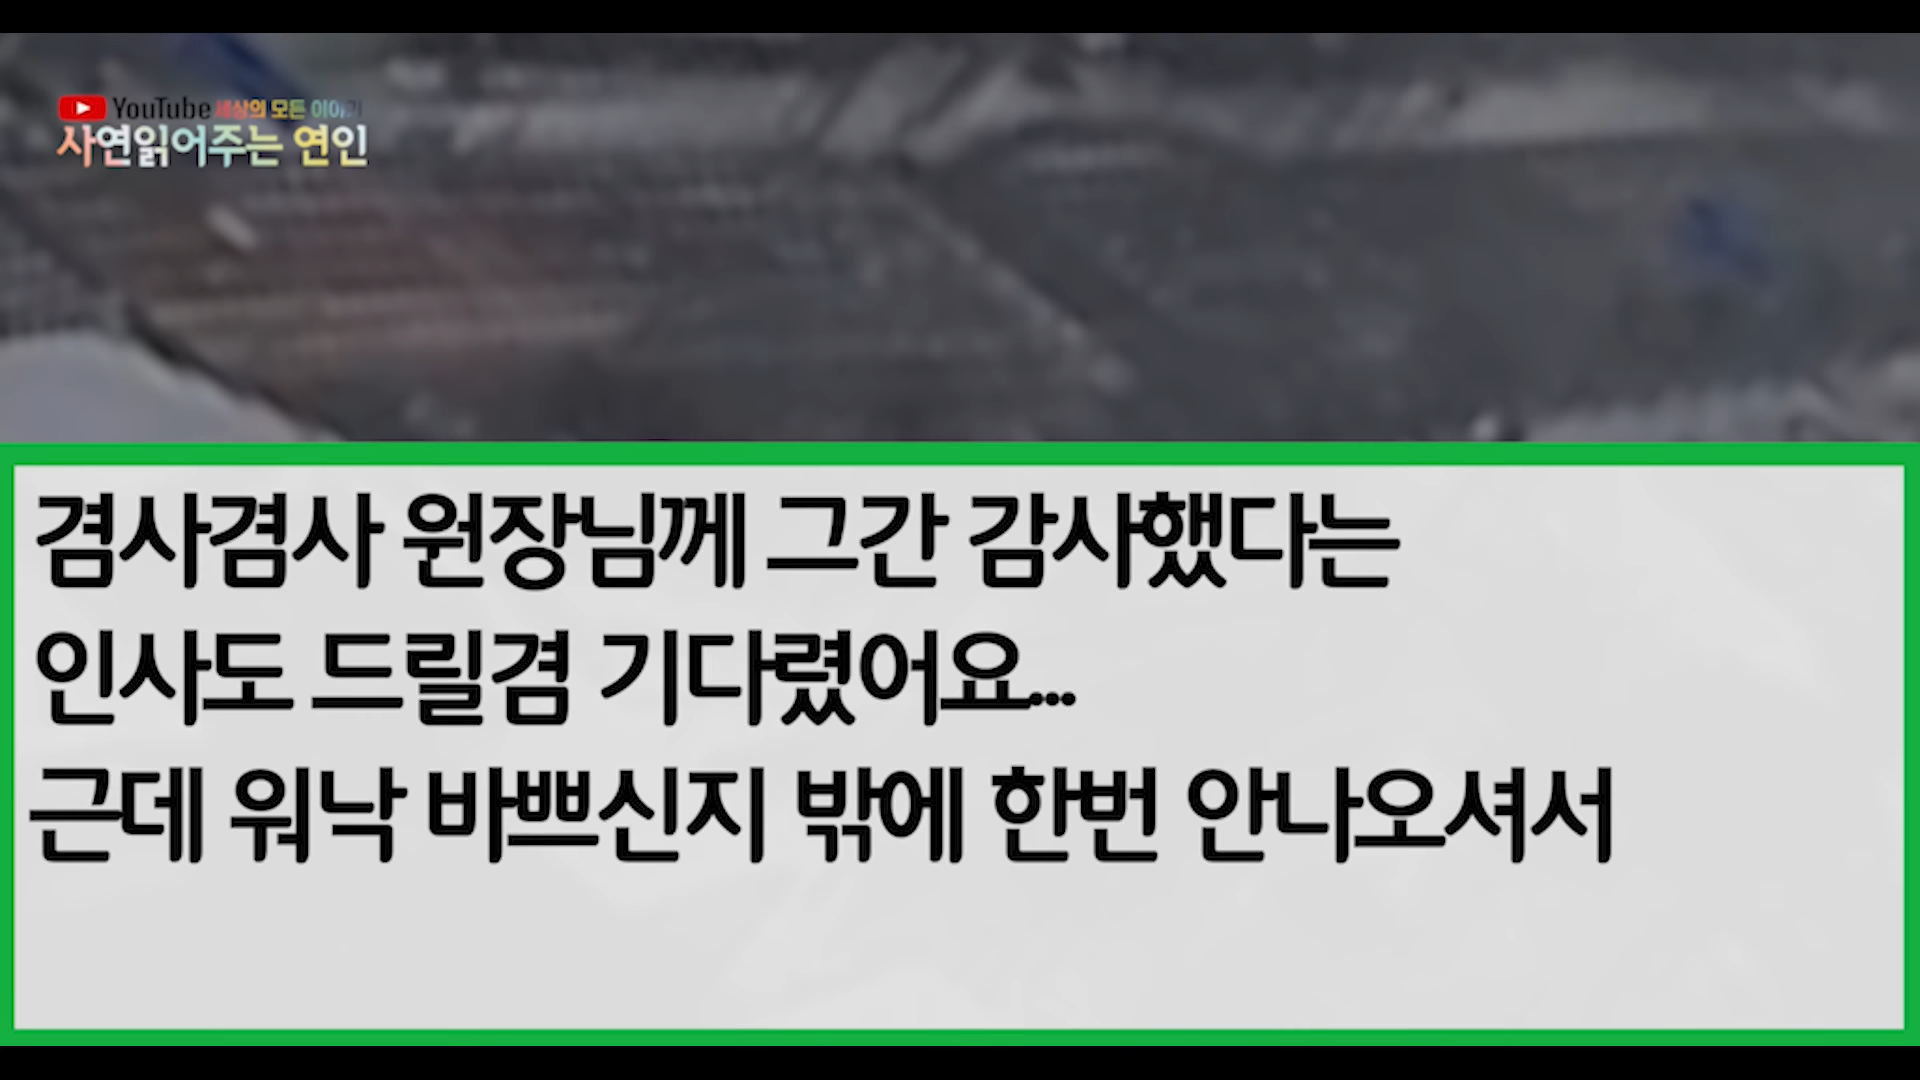 YouTube 세상의 모든 이야기
사연읽어주는 연인
겸사겸사 원장님께 그간 감사했다는
인사도 드릴겸 기다렸어요...
근데 워낙 바쁘신지 밖에 한번 안나오셔서